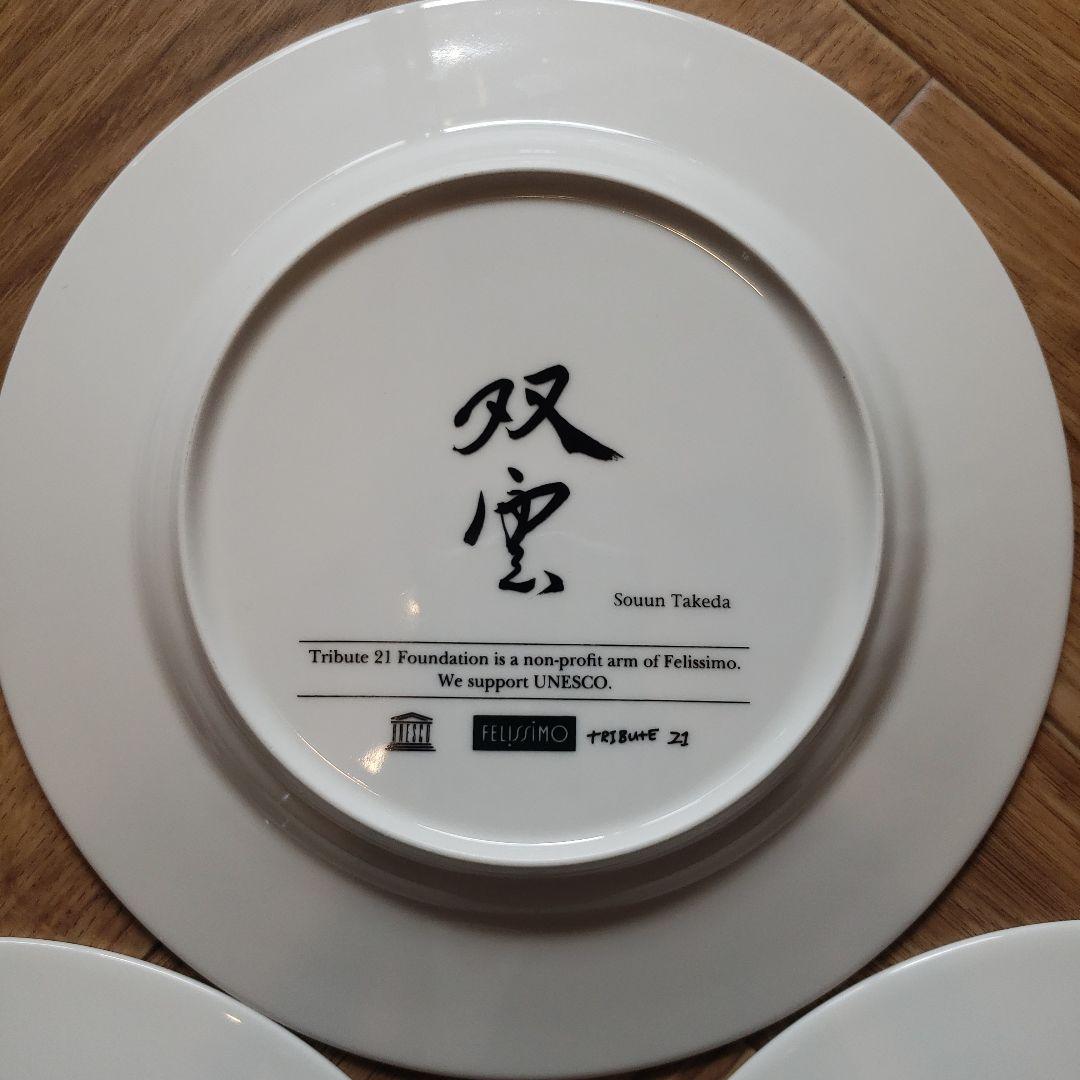 双
雲
Souun Takeda
Tribute 21 Foundation is a non-profit arm of Felissimo.
We support UNESCO.
UNESCO
FELISSIMO
TRIBUTE 21